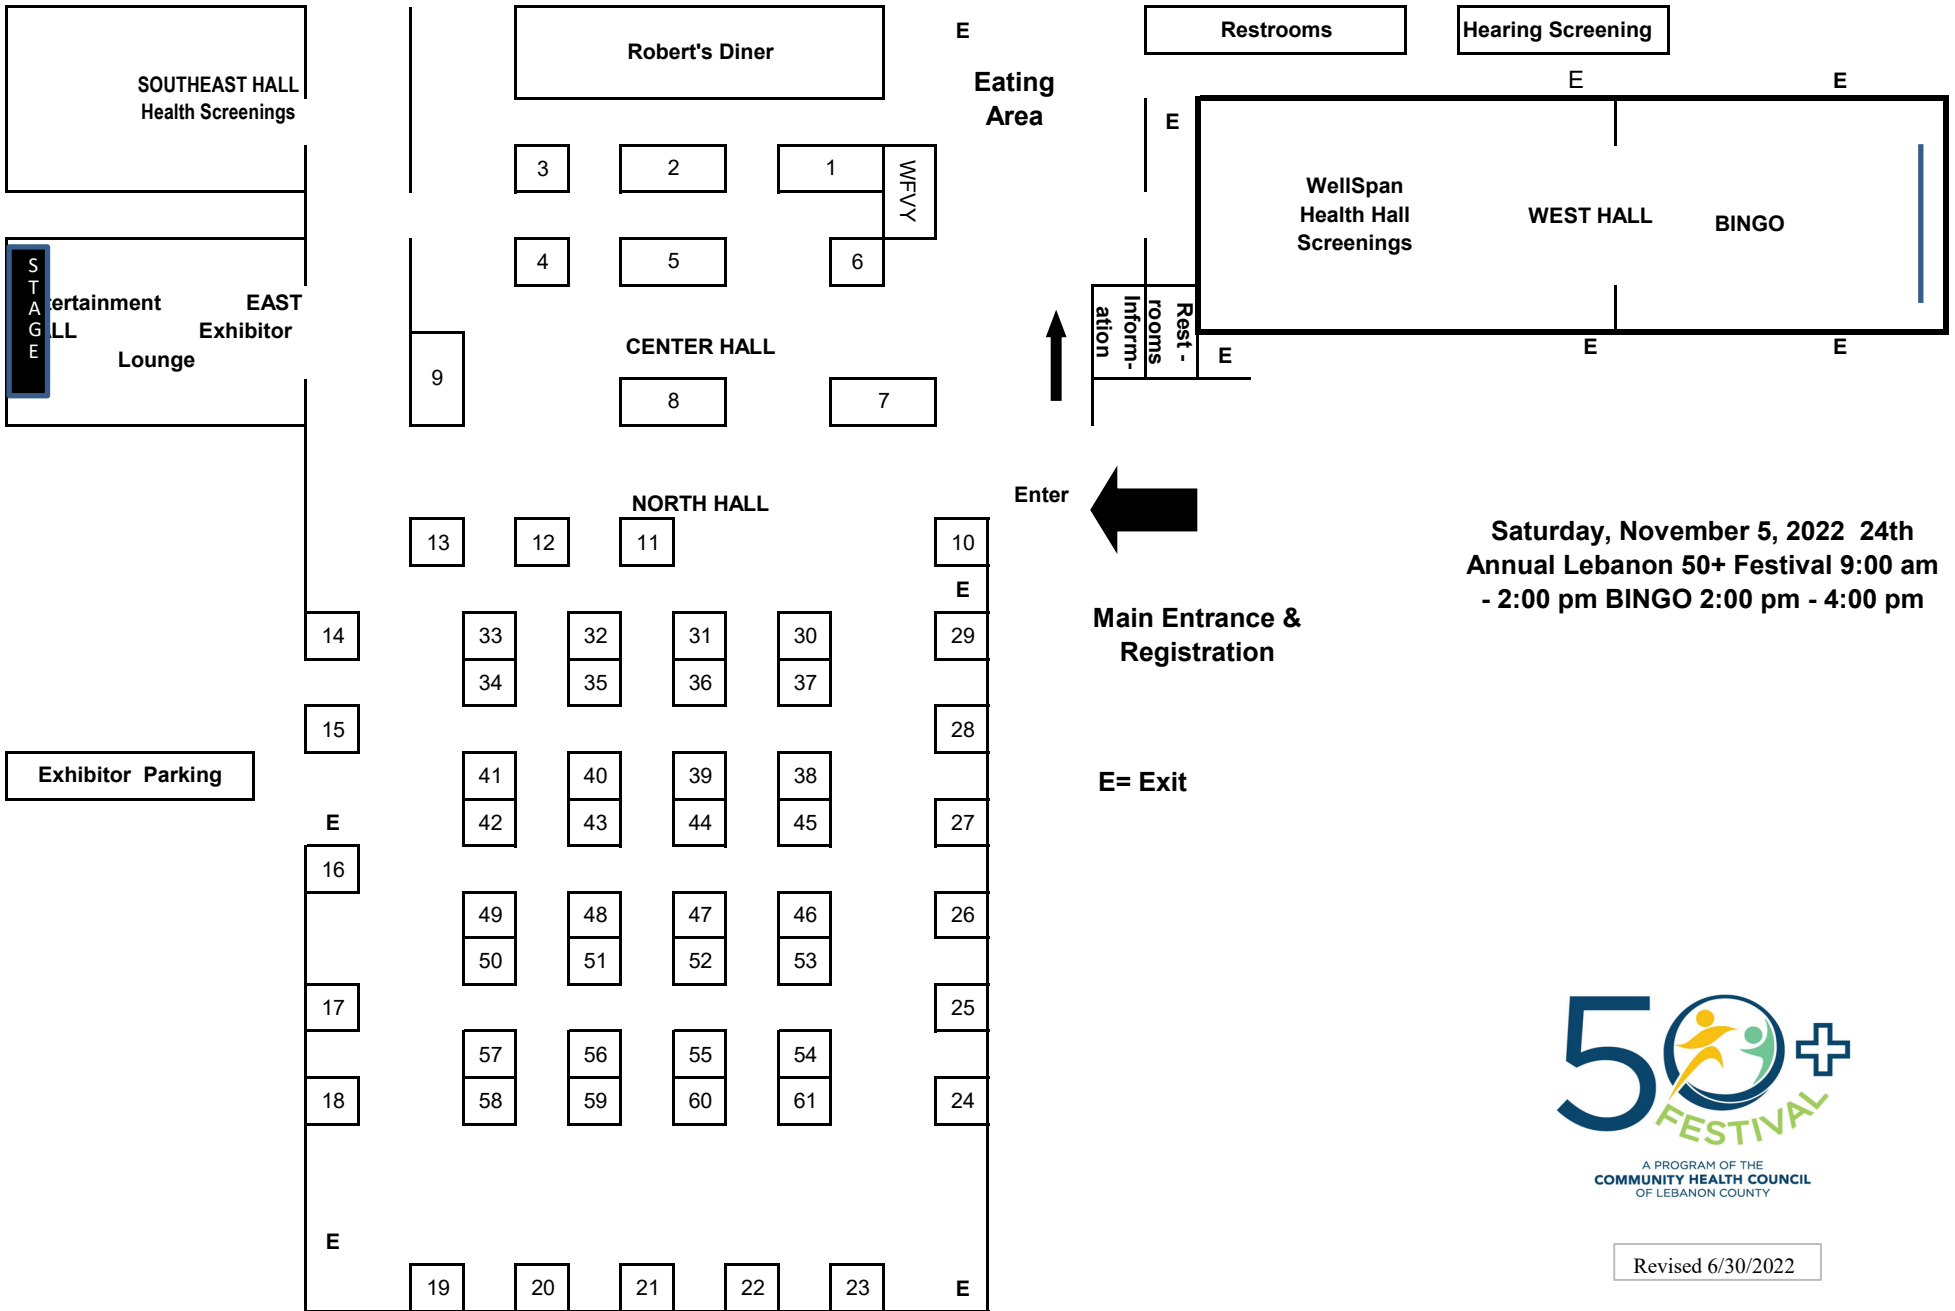 Robert's Diner
E
Restrooms
Hearing Screening
SOUTHEAST HALL
Health Screenings
Eating
Area
E
E
E
3
2
1
WFVY
WellSpan
Health Hall
Screenings
WEST HALL
BINGO
4
5
6
STAGE
tertainment EAST
LL Exhibitor
Lounge
CENTER HALL
9
8
7
Inform-
ation
Rest -
rooms
E
E
E
NORTH HALL
Enter
13
12
11
10
E
Saturday, November 5, 2022 24th
Annual Lebanon 50+ Festival 9:00 am
- 2:00 pm BINGO 2:00 pm - 4:00 pm
Main Entrance &
Registration
14
33
32
31
30
29
34
35
36
37
15
28
Exhibitor Parking
41
40
39
38
E= Exit
E
42
43
44
45
27
16
49
48
47
46
26
50
51
52
53
17
25
57
56
55
54
18
58
59
60
61
24
50+
FESTIVAL
A PROGRAM OF THE
COMMUNITY HEALTH COUNCIL
OF LEBANON COUNTY
E
19
20
21
22
23
E
Revised 6/30/2022